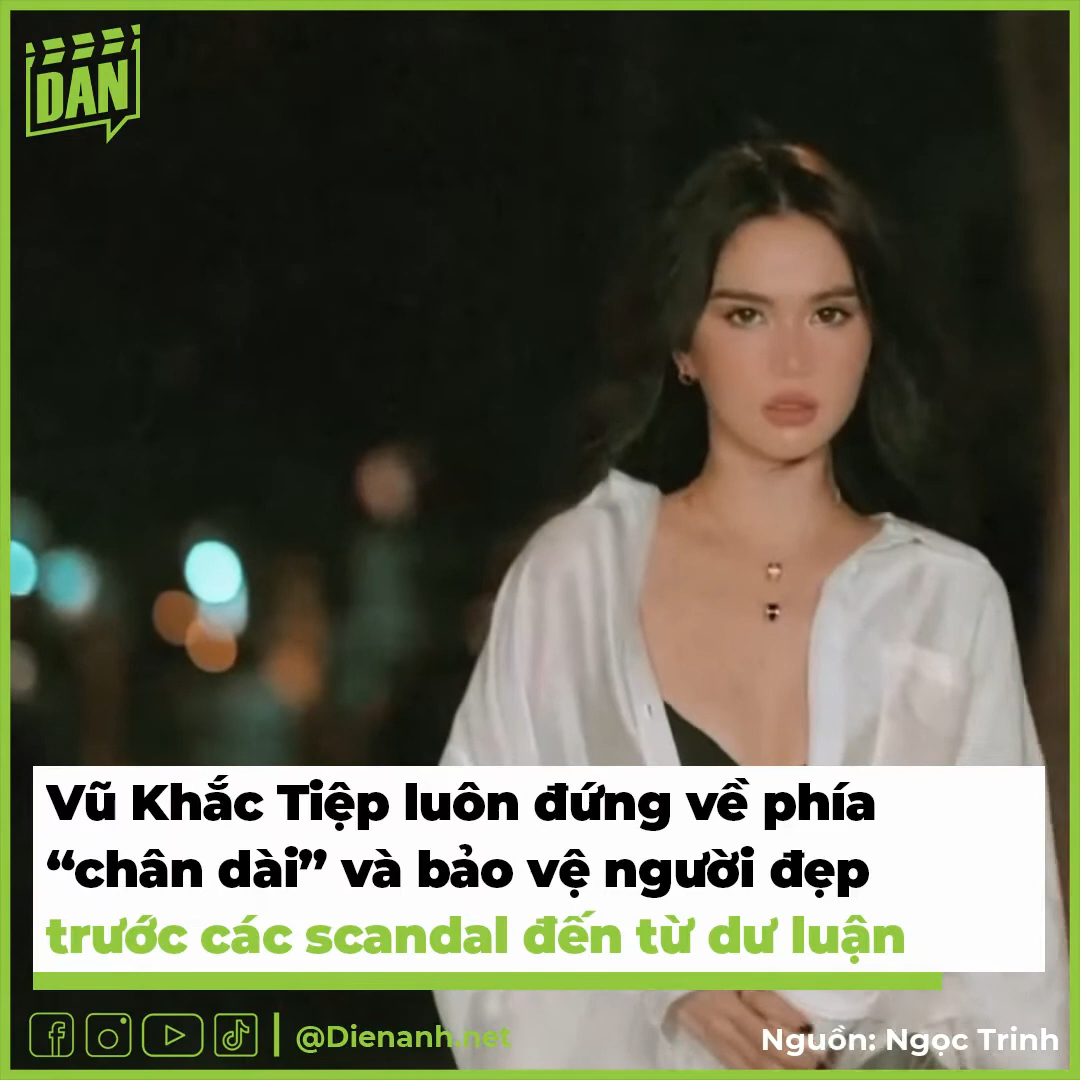 DAN
Vũ Khắc Tiệp luôn đứng về phía
“chân dài” và bảo vệ người đẹp
trước các scandal đến từ dư luận
@Dienanh.net
Nguồn: Ngọc Trinh